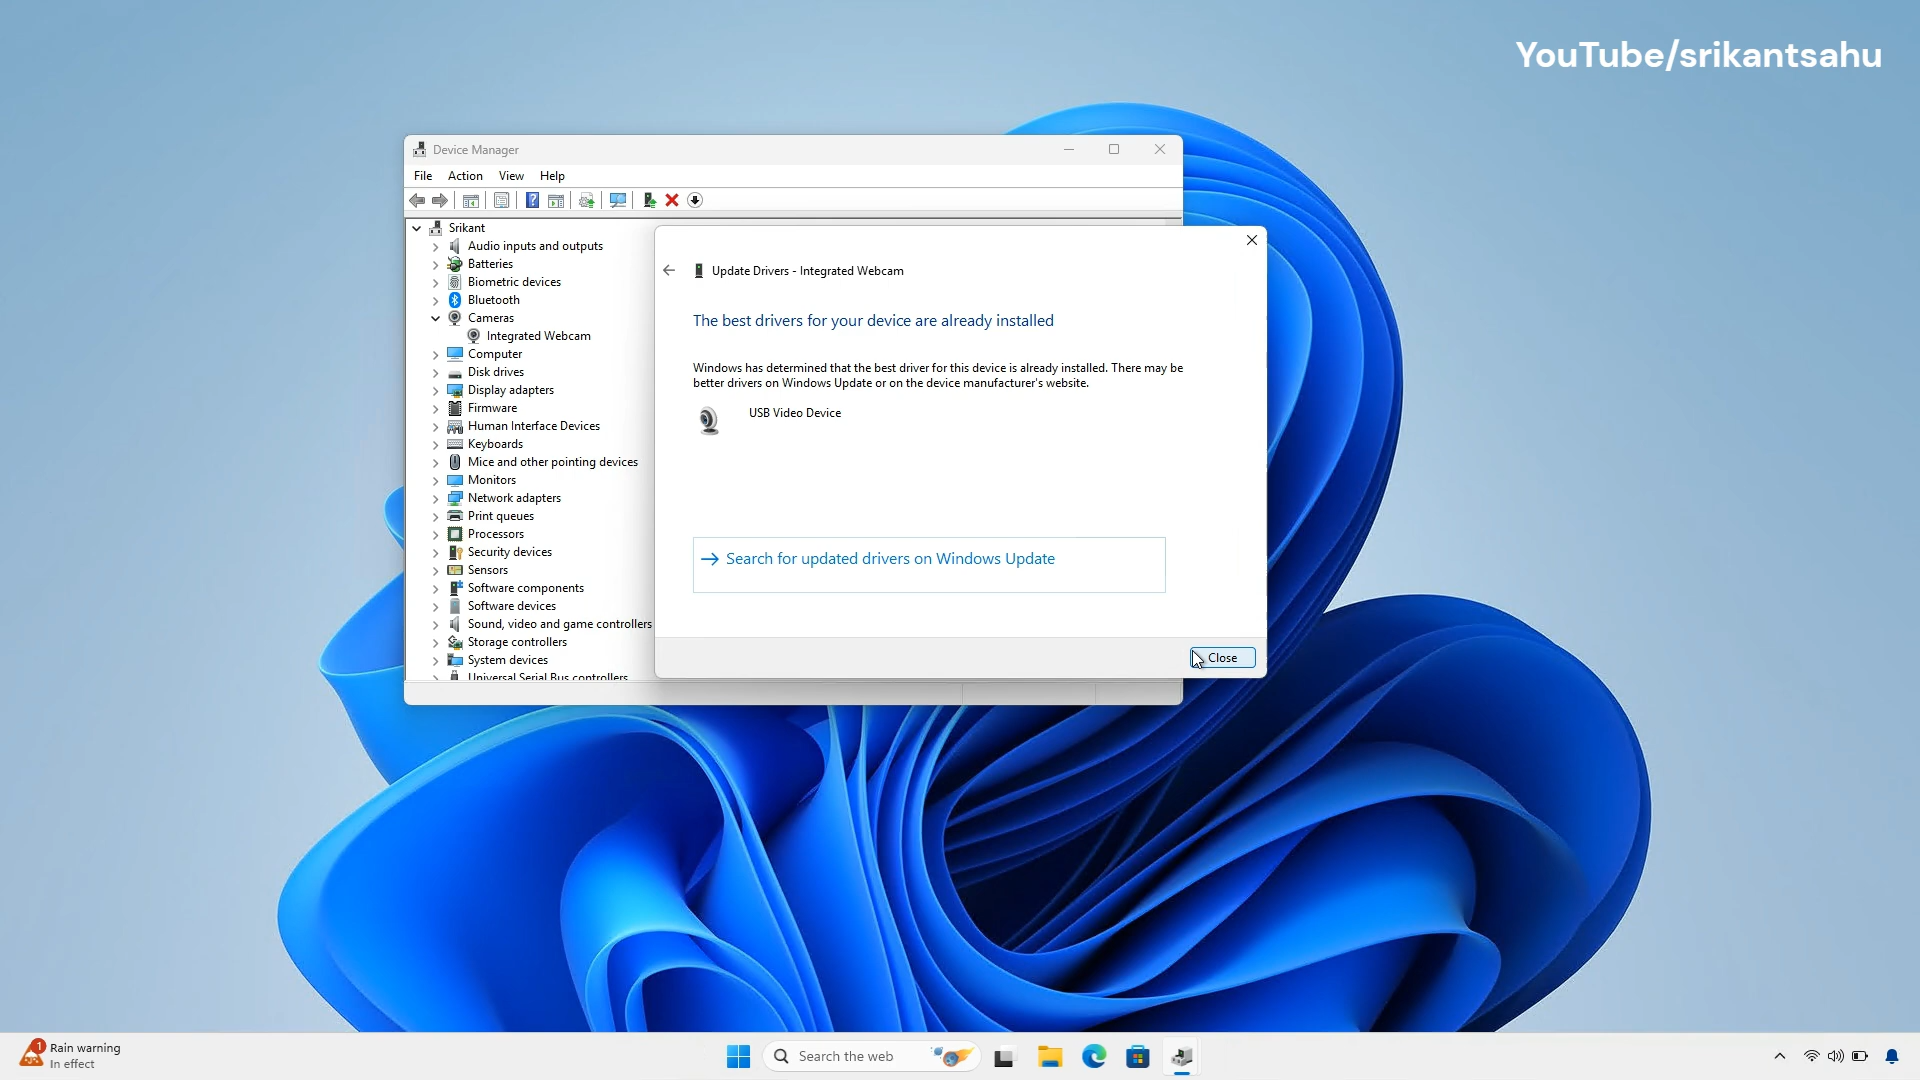 YouTube/srikantsahu
Device Manager
File Action View Help
Srikant
Audio inputs and outputs
Batteries
Biometric devices
Bluetooth
Cameras
Integrated Webcam
Computer
Disk drives
Display adapters
Firmware
Human Interface Devices
Keyboards
Mice and other pointing devices
Monitors
Network adapters
Print queues
Processors
Security devices
Sensors
Software components
Software devices
Sound, video and game controllers
Storage controllers
System devices
Universal Serial Bus controllers
Update Drivers - Integrated Webcam
The best drivers for your device are already installed
Windows has determined that the best driver for this device is already installed. There may be
better drivers on Windows Update or on the device manufacturer's website.
USB Video Device
Search for updated drivers on Windows Update
Close
1
Rain warning
In effect
Search the web